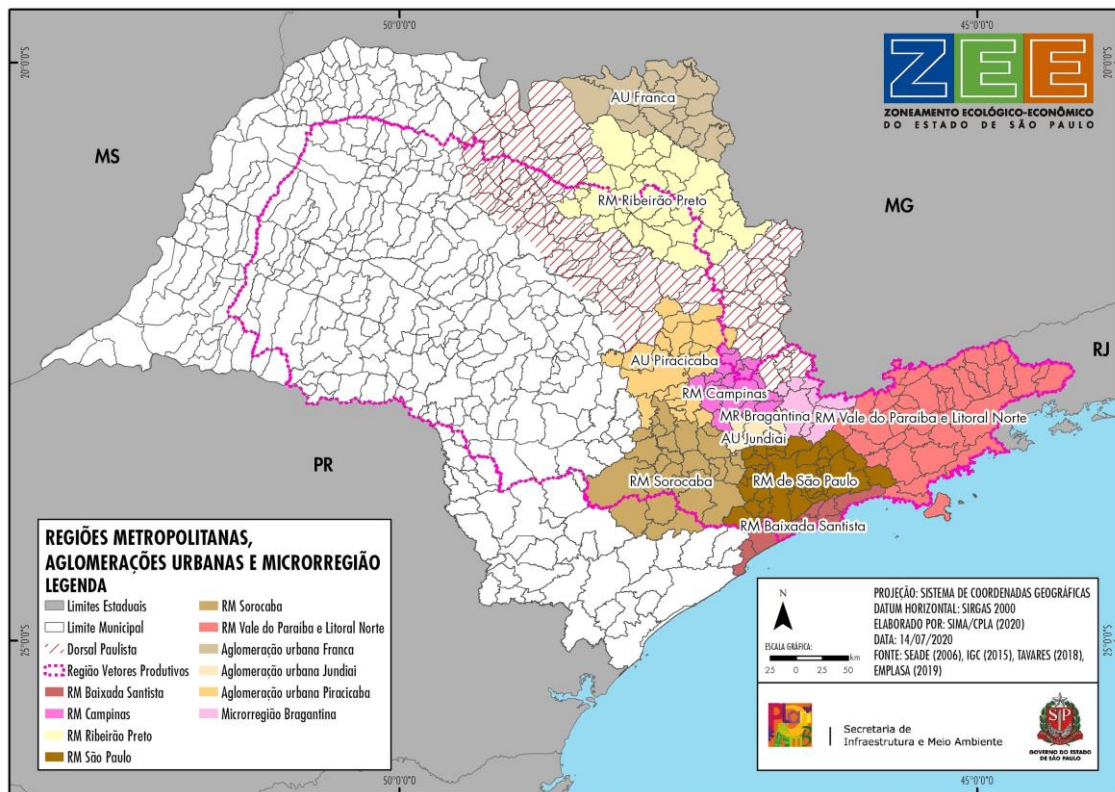 50°0'0"O
45°0'0"O
20°0'0"S
20°0'0"S
ZEE
ZONEAMENTO ECOLÓGICO-ECONÔMICO
DO ESTADO DE SÃO PAULO
AU Franca
MS
MG
RM Ribeirão Preto
RJ
AU Piracicaba
RM Campinas
MR Bragantina
RM Vale do Paraíba e Litoral Norte
AU Jundiaí
PR
RM Sorocaba
RM de São Paulo
RM Baixada Santista
REGIÕES METROPOLITANAS,
AGLOMERAÇÕES URBANAS E MICRORREGIÃO
LEGENDA
Limites Estaduais
Limite Municipal
Dorsal Paulista
Região Vetores Produtivos
RM Baixada Santista
RM Campinas
RM Ribeirão Preto
RM São Paulo
RM Sorocaba
RM Vale do Paraíba e Litoral Norte
Aglomeração urbana Franca
Aglomeração urbana Jundiaí
Aglomeração urbana Piracicaba
Microrregião Bragantina
N
ESCALA GRÁFICA:
25 0 25 50
km
PROJEÇÃO: SISTEMA DE COORDENADAS GEOGRÁFICAS
DATUM HORIZONTAL: SIRGAS 2000
ELABORADO POR: SIMA/CPLA (2020)
DATA: 14/07/2020
FONTE: SEADE (2006), IGC (2015), TAVARES (2018),
EMPLASA (2019)
Secretaria de
Infraestrutura e Meio Ambiente
SP
GOVERNO DO ESTADO
DE SÃO PAULO
25°0'0"S
25°0'0"S
50°0'0"O
45°0'0"O